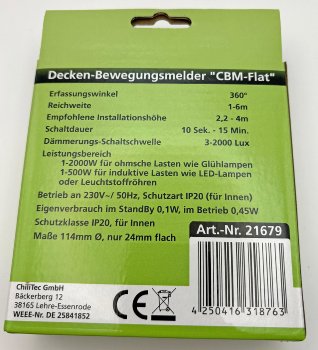 Decken-Bewegungsmelder "CBM-Flat"
Erfassungswinkel 360°
Reichweite 1-6m
Empfohlene Installationshöhe 2,2 - 4m
Schaltdauer 10 Sek. - 15 Min.
Dämmerungs-Schaltschwelle 3-2000 Lux
Leistungsbereich
1-2000W für ohmsche Lasten wie Glühlampen
1-500W für induktive Lasten wie LED-Lampen
oder Leuchtstoffröhren
Betrieb an 230V~/ 50Hz, Schutzart IP20 (für Innen)
Eigenverbrauch im StandBy 0,1W, im Betrieb 0,45W
Schutzklasse IP20, für Innen
Maße 114mm Ø, nur 24mm flach
Art.-Nr. 21679
ChiliTec GmbH
Bäckerberg 12
38165 Lehre-Essenrode
WEEE-Nr. DE 25841852
CE
4 250416 318763